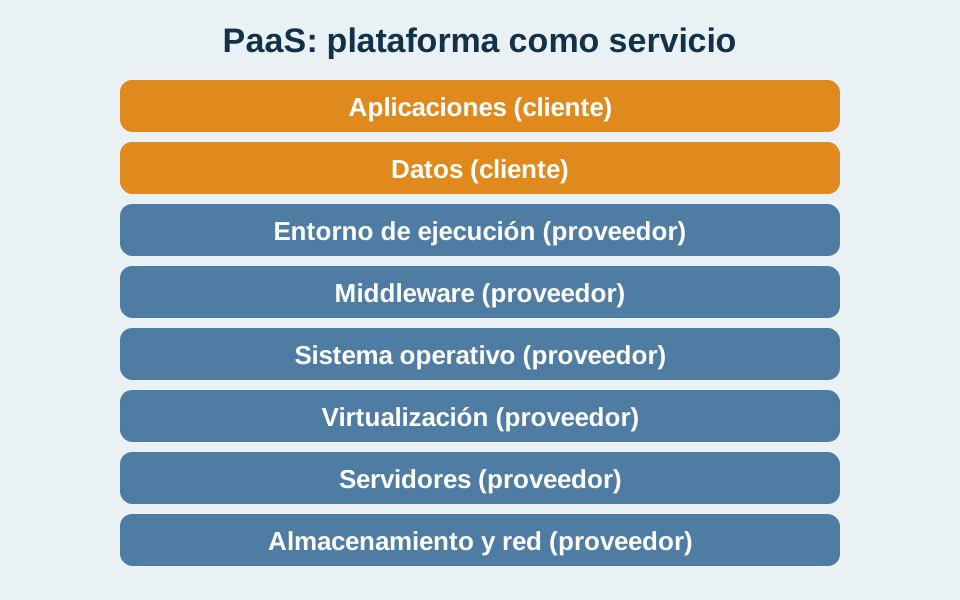 PaaS: plataforma como servicio
Aplicaciones (cliente)
Datos (cliente)
Entorno de ejecución (proveedor)
Middleware (proveedor)
Sistema operativo (proveedor)
Virtualización (proveedor)
Servidores (proveedor)
Almacenamiento y red (proveedor)